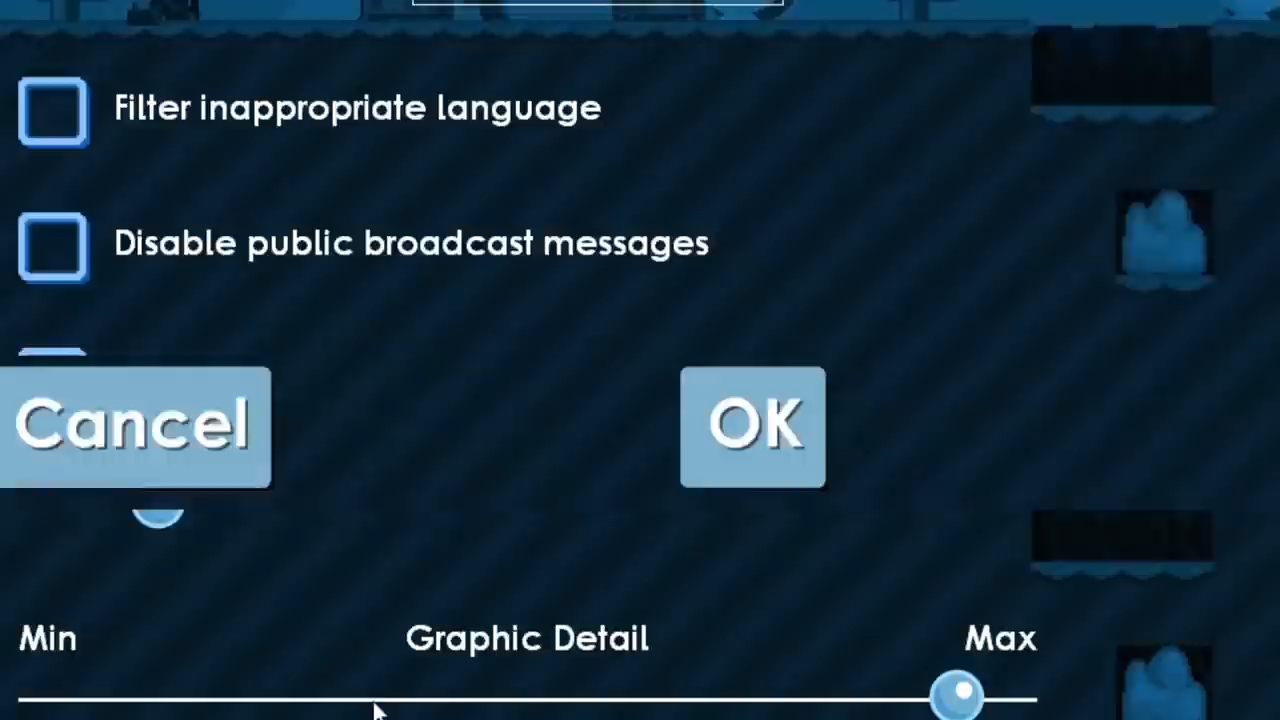 Filter inappropriate language
Disable public broadcast messages
Cancel
OK
Min
Graphic Detail
Max